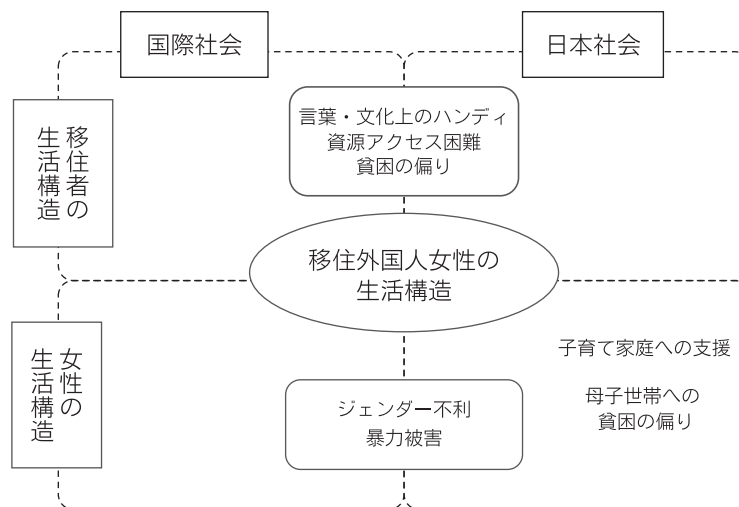 国際社会
日本社会
移住者の
生活構造
言葉・文化上のハンディ
資源アクセス困難
貧困の偏り
移住外国人女性の
生活構造
女性の
生活構造
ジェンダー不利
暴力被害
子育て家庭への支援
母子世帯への
貧困の偏り